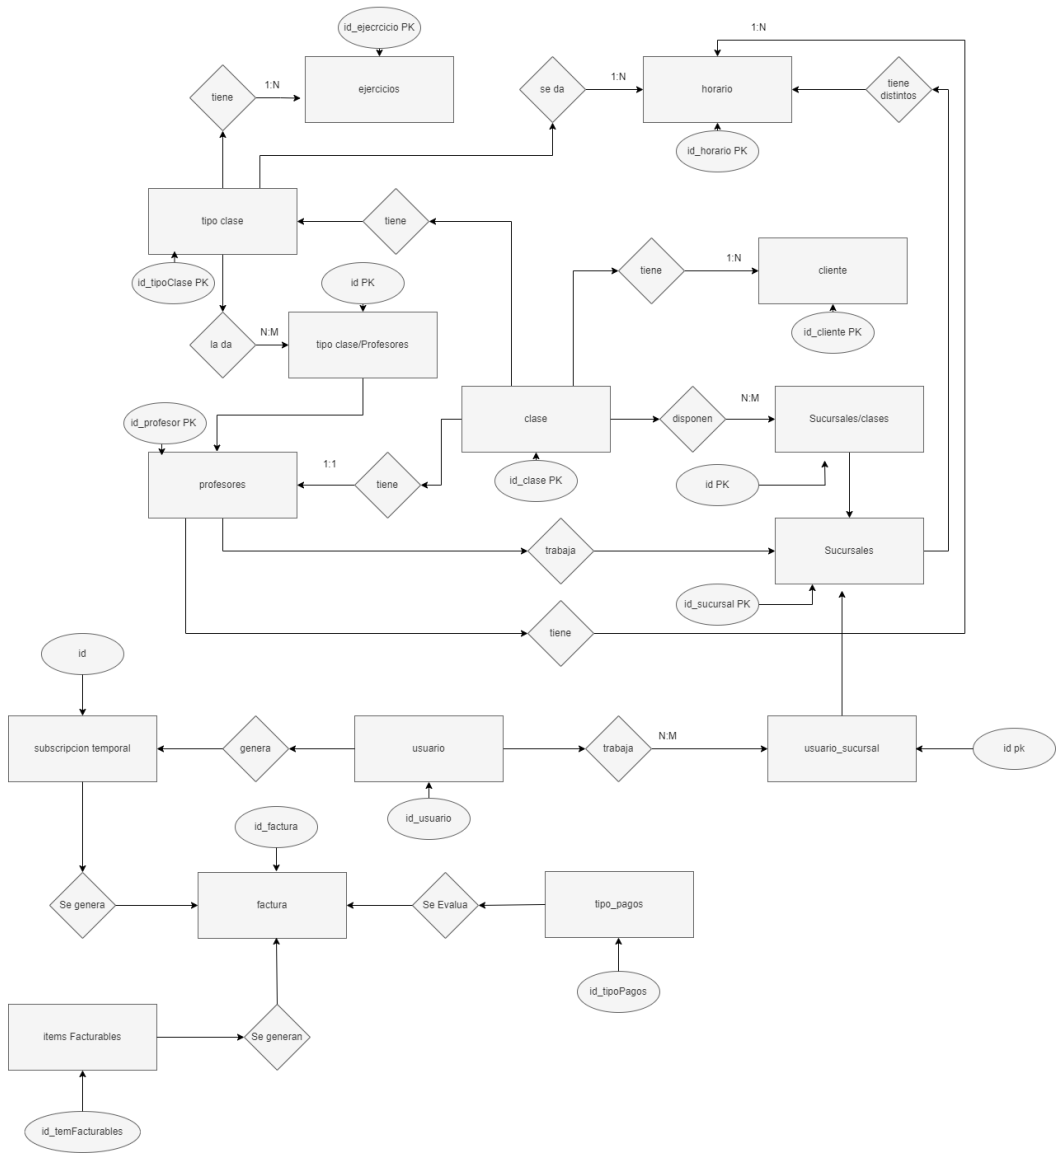 id_ejecrcicio PK
1:N
tiene
1:N
ejercicios
se da
1:N
horario
tiene
distintos
id_horario PK
tipo clase
tiene
id_tipoClase PK
id PK
tiene
1:N
cliente
id_cliente PK
la da
N:M
tipo clase/Profesores
id_profesor PK
clase
disponen
N:M
Sucursales/clases
1:1
profesores
tiene
id_clase PK
id PK
trabaja
Sucursales
id_sucursal PK
tiene
id
subscripcion temporal
genera
usuario
trabaja
N:M
usuario_sucursal
id pk
id_usuario
id_factura
Se genera
factura
Se Evalua
tipo_pagos
id_tipoPagos
items Facturables
Se generan
id_temFacturables